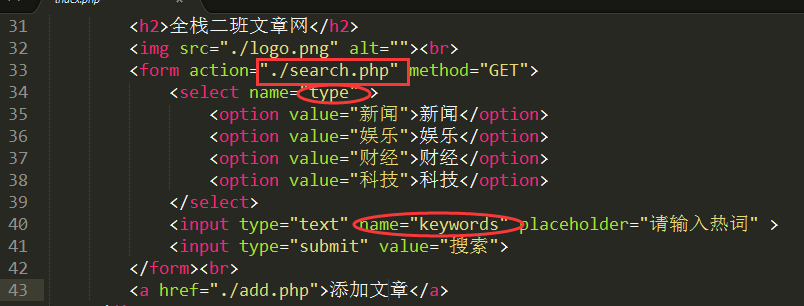 index.php
31 <h2>全栈二班文章网</h2>
32 <img src="./logo.png" alt=""><br>
33 <form action="./search.php" method="GET">
34 <select name="type" >
35 <option value="新闻">新闻</option>
36 <option value="娱乐">娱乐</option>
37 <option value="财经">财经</option>
38 <option value="科技">科技</option>
39 </select>
40 <input type="text" name="keywords" placeholder="请输入热词" >
41 <input type="submit" value="搜索">
42 </form><br>
43 <a href="./add.php">添加文章</a>